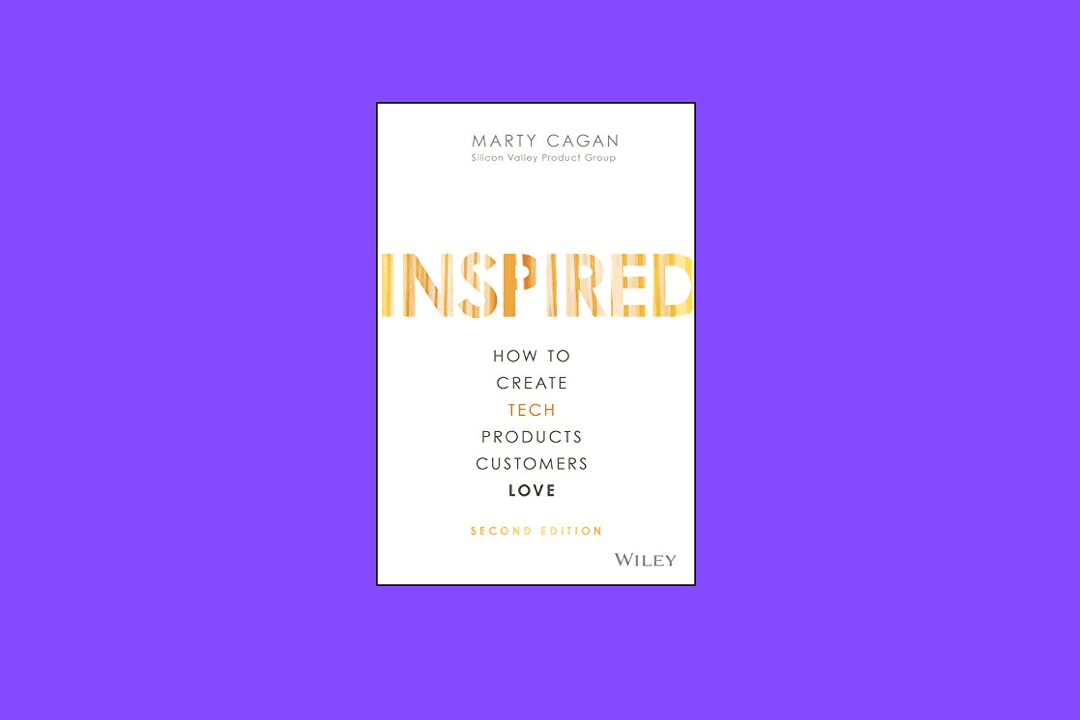 MARTY CAGAN
Silicon Valley Product Group
INSPIRED
HOW TO
CREATE
TECH
PRODUCTS
CUSTOMERS
LOVE
SECOND EDITION
WILEY